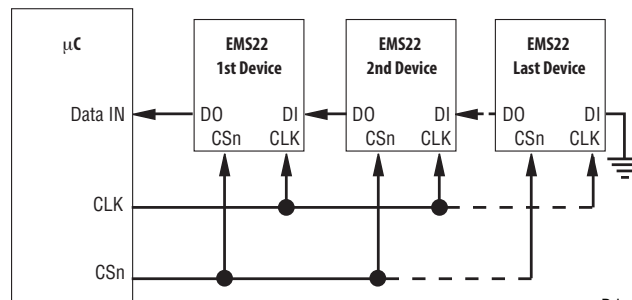 μC
EMS22
1st Device
EMS22
2nd Device
EMS22
Last Device
Data IN
DO DI
CSn CLK
DO DI
CSn CLK
DO DI
CSn CLK
CLK
CSn